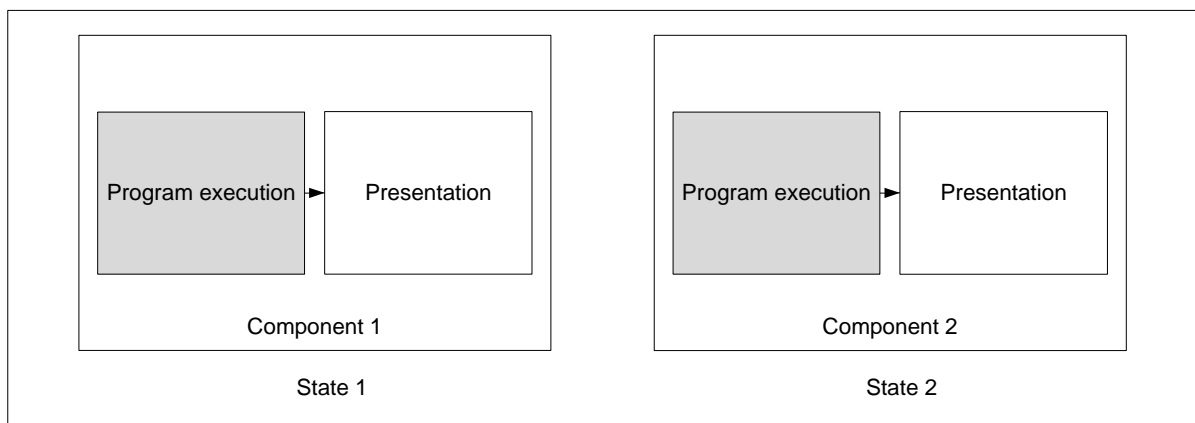 Program execution
Presentation
Component 1
State 1
Program execution
Presentation
Component 2
State 2